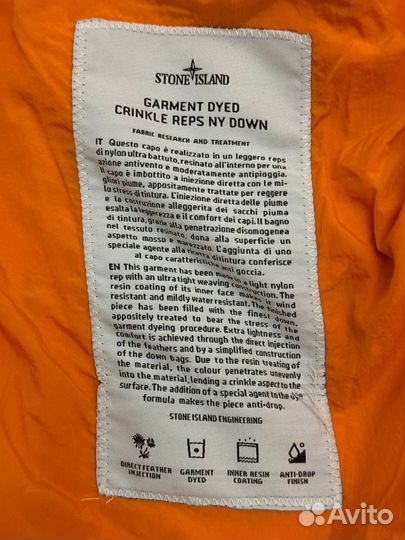 STONE ISLAND
GARMENT DYED
CRINKLE REPS NY DOWN
FABRIC RESEARCH AND TREATMENT
IT Questo capo è realizzato in un leggero reps
di nylon ultra battuto, resinato all'interno per una
azione antivento e moderatamente antipioggia.
Il capo è imbottito a iniezione diretta con le mi-
gliori piume, appositamente trattate per reggere
lo stress di tintura. L'iniezione diretta delle piume
e la costruzione alleggerita dei sacchi piuma
esalta la leggerezza e il comfort dei capi. Il bagno
di tintura, grazie alla penetrazione disomogenea
nel tessuto resinato, dona alla superficie un
aspetto mosso e marezzato. L'aggiunta di uno
speciale agente alla ricetta di tintura conferisce
al capo caratteristiche anti goccia.
EN This garment has been made in a light nylon
rep with an ultra tight weaving construction. The
resin coating of its inner face makes it wind
resistant and mildly water resistant. The finished
piece has been filled with the finest down,
appositely treated to bear the stress of the
garment dyeing procedure. Extra lightness and
comfort is achieved through the direct injection
of the feathers and by a simplified construction
of the down bags. Due to the resin treating of
the material, the colour penetrates unevenly
into the material, lending a crinkle aspect to the
surface. The addition of a special agent to the dye
formula makes the piece anti-drop.
STONE ISLAND ENGINEERING
DIRECT FEATHER
INJECTION
GARMENT
DYED
INNER RESIN
COATING
ANTI-DROP
FINISH
Avito